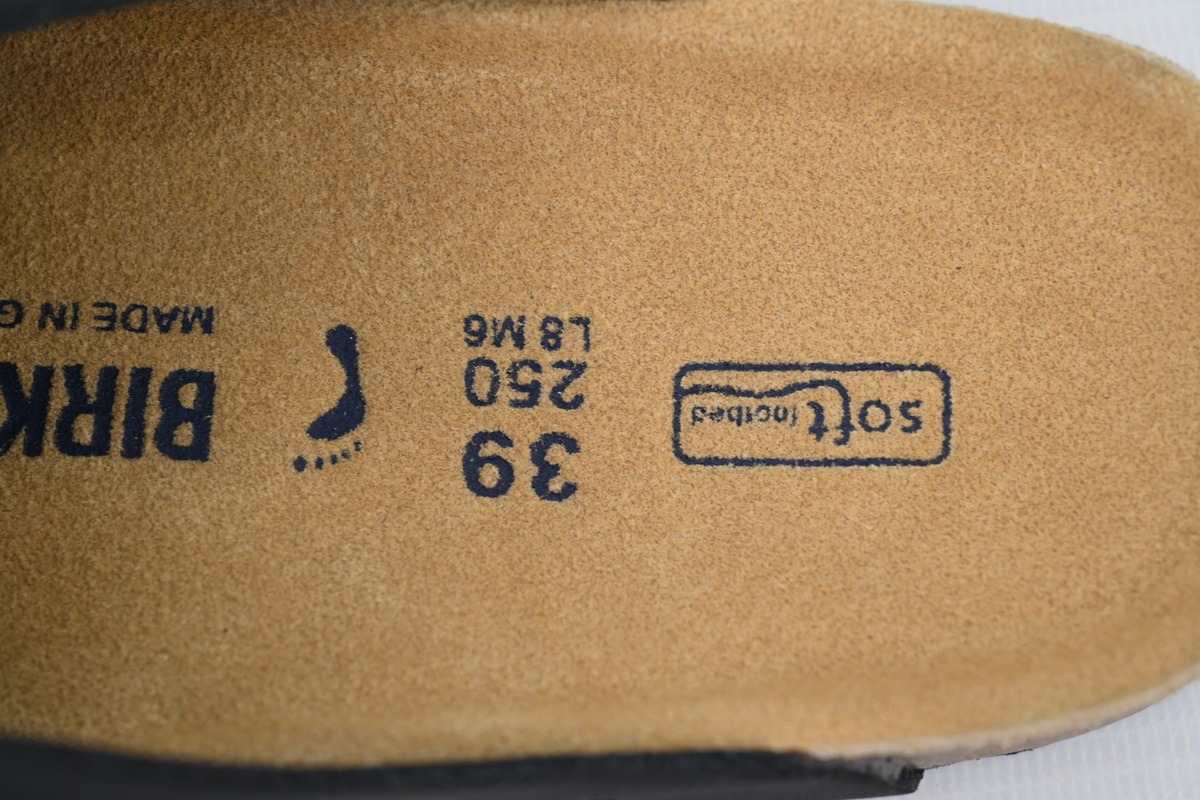 soft footbed
39
250
L8 M6
BIRK
MADE IN G